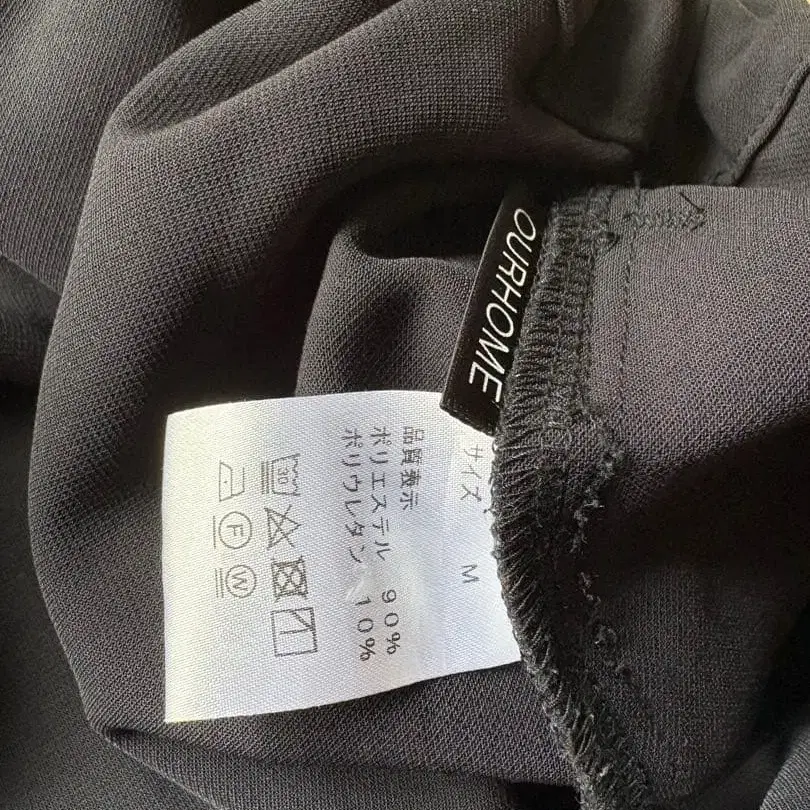 OURHOME
サイズ M
品質表示
ポリエステル 90%
ポリウレタン 10%
30
F
W